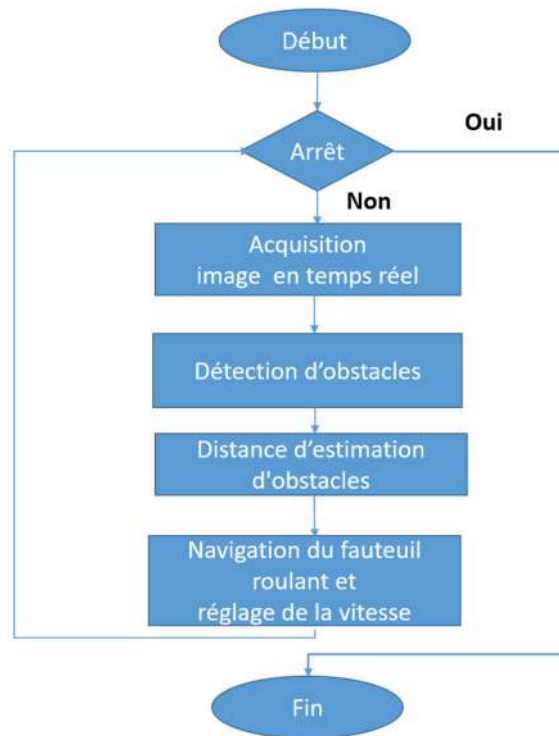 Début
Oui
Arrêt
Non
Acquisition
image en temps réel
Détection d’obstacles
Distance d’estimation
d'obstacles
Navigation du fauteuil
roulant et
réglage de la vitesse
Fin